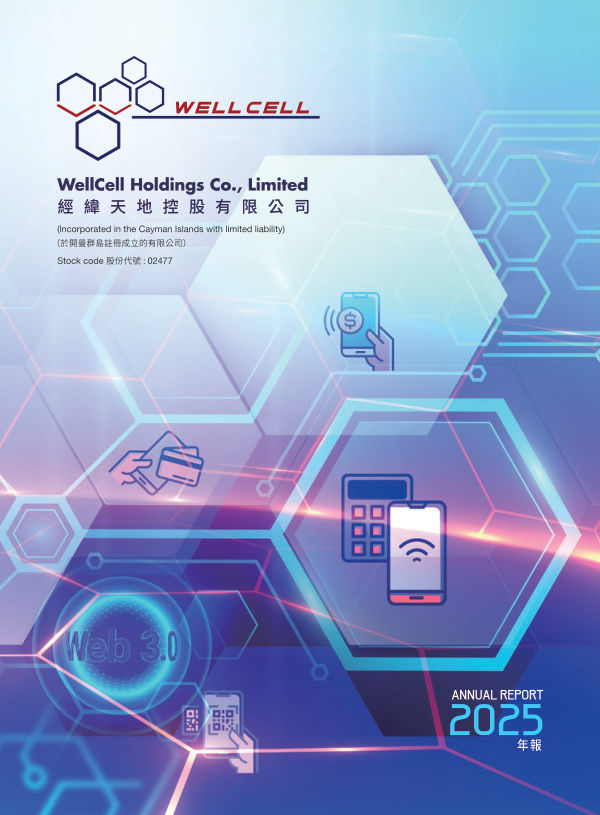 WELLCELL
WellCell Holdings Co., Limited
經緯天地控股有限公司
(Incorporated in the Cayman Islands with limited liability)
（於開曼群島註冊成立的有限公司）
Stock code 股份代號 : 02477
$
Web 3.0
ANNUAL REPORT
2025
年報